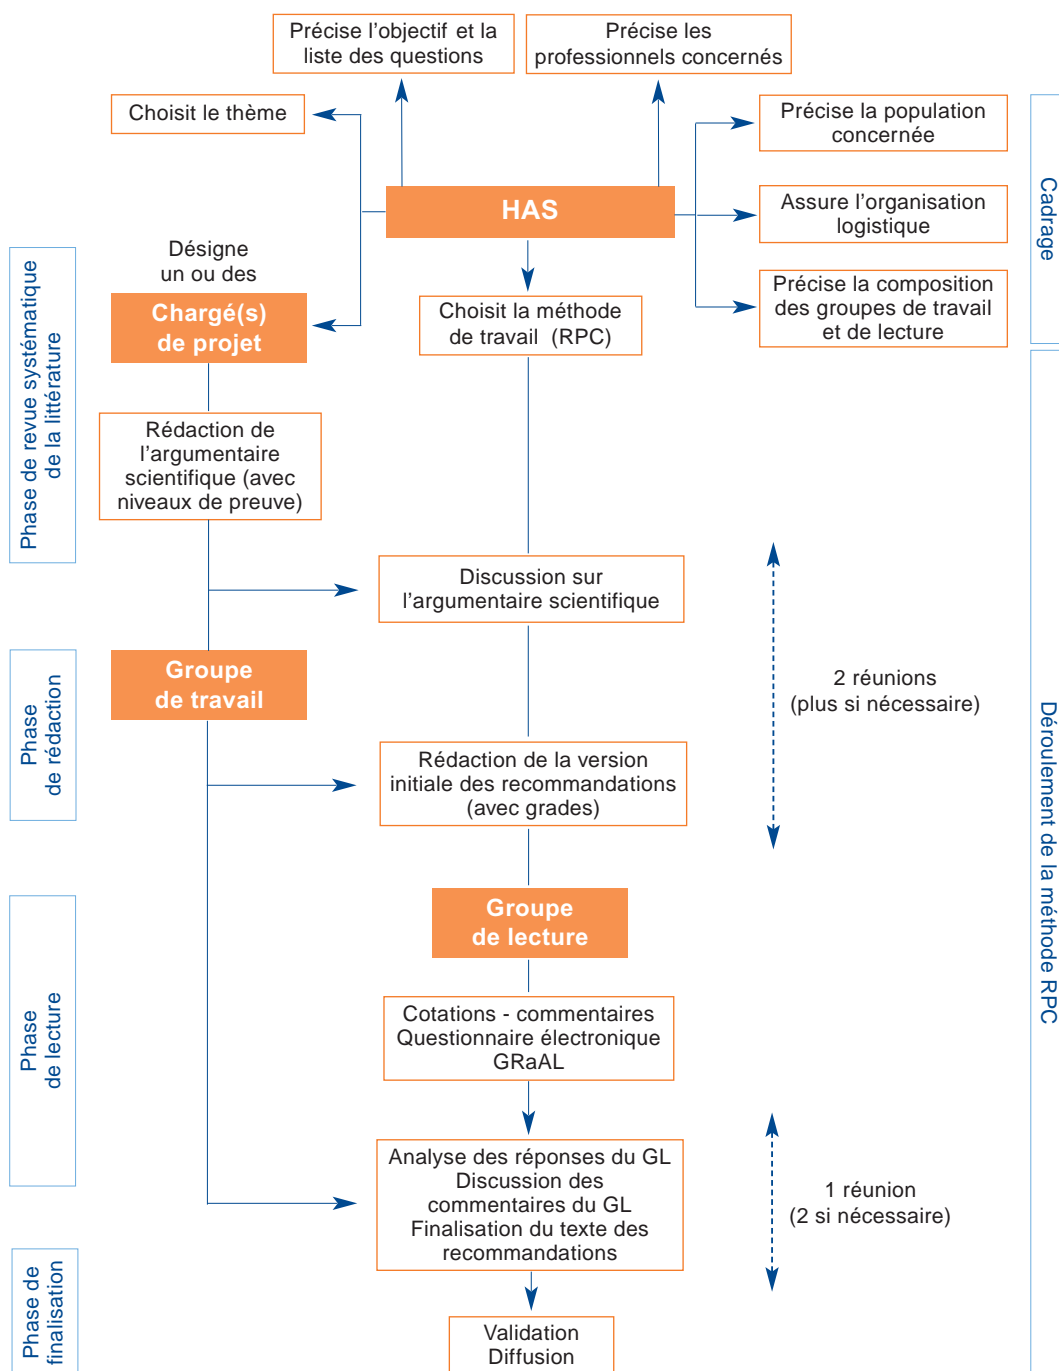 Précise l’objectif et la
liste des questions
Précise les
professionnels concernés
Choisit le thème
Précise la population
concernée
HAS
Assure l’organisation
logistique
Cadrage
Désigne
un ou des
Chargé(s)
de projet
Choisit la méthode
de travail (RPC)
Précise la composition
des groupes de travail
et de lecture
Phase de revue systématique
de la littérature
Rédaction de
l’argumentaire
scientifique (avec
niveaux de preuve)
Discussion sur
l’argumentaire scientifique
Groupe
de travail
2 réunions
(plus si nécessaire)
Phase
de rédaction
Rédaction de la version
initiale des recommandations
(avec grades)
Déroulement de la méthode RPC
Groupe
de lecture
Phase
de lecture
Cotations - commentaires
Questionnaire électronique
GRaAL
Analyse des réponses du GL
Discussion des
commentaires du GL
Finalisation du texte des
recommandations
1 réunion
(2 si nécessaire)
Phase de
finalisation
Validation
Diffusion